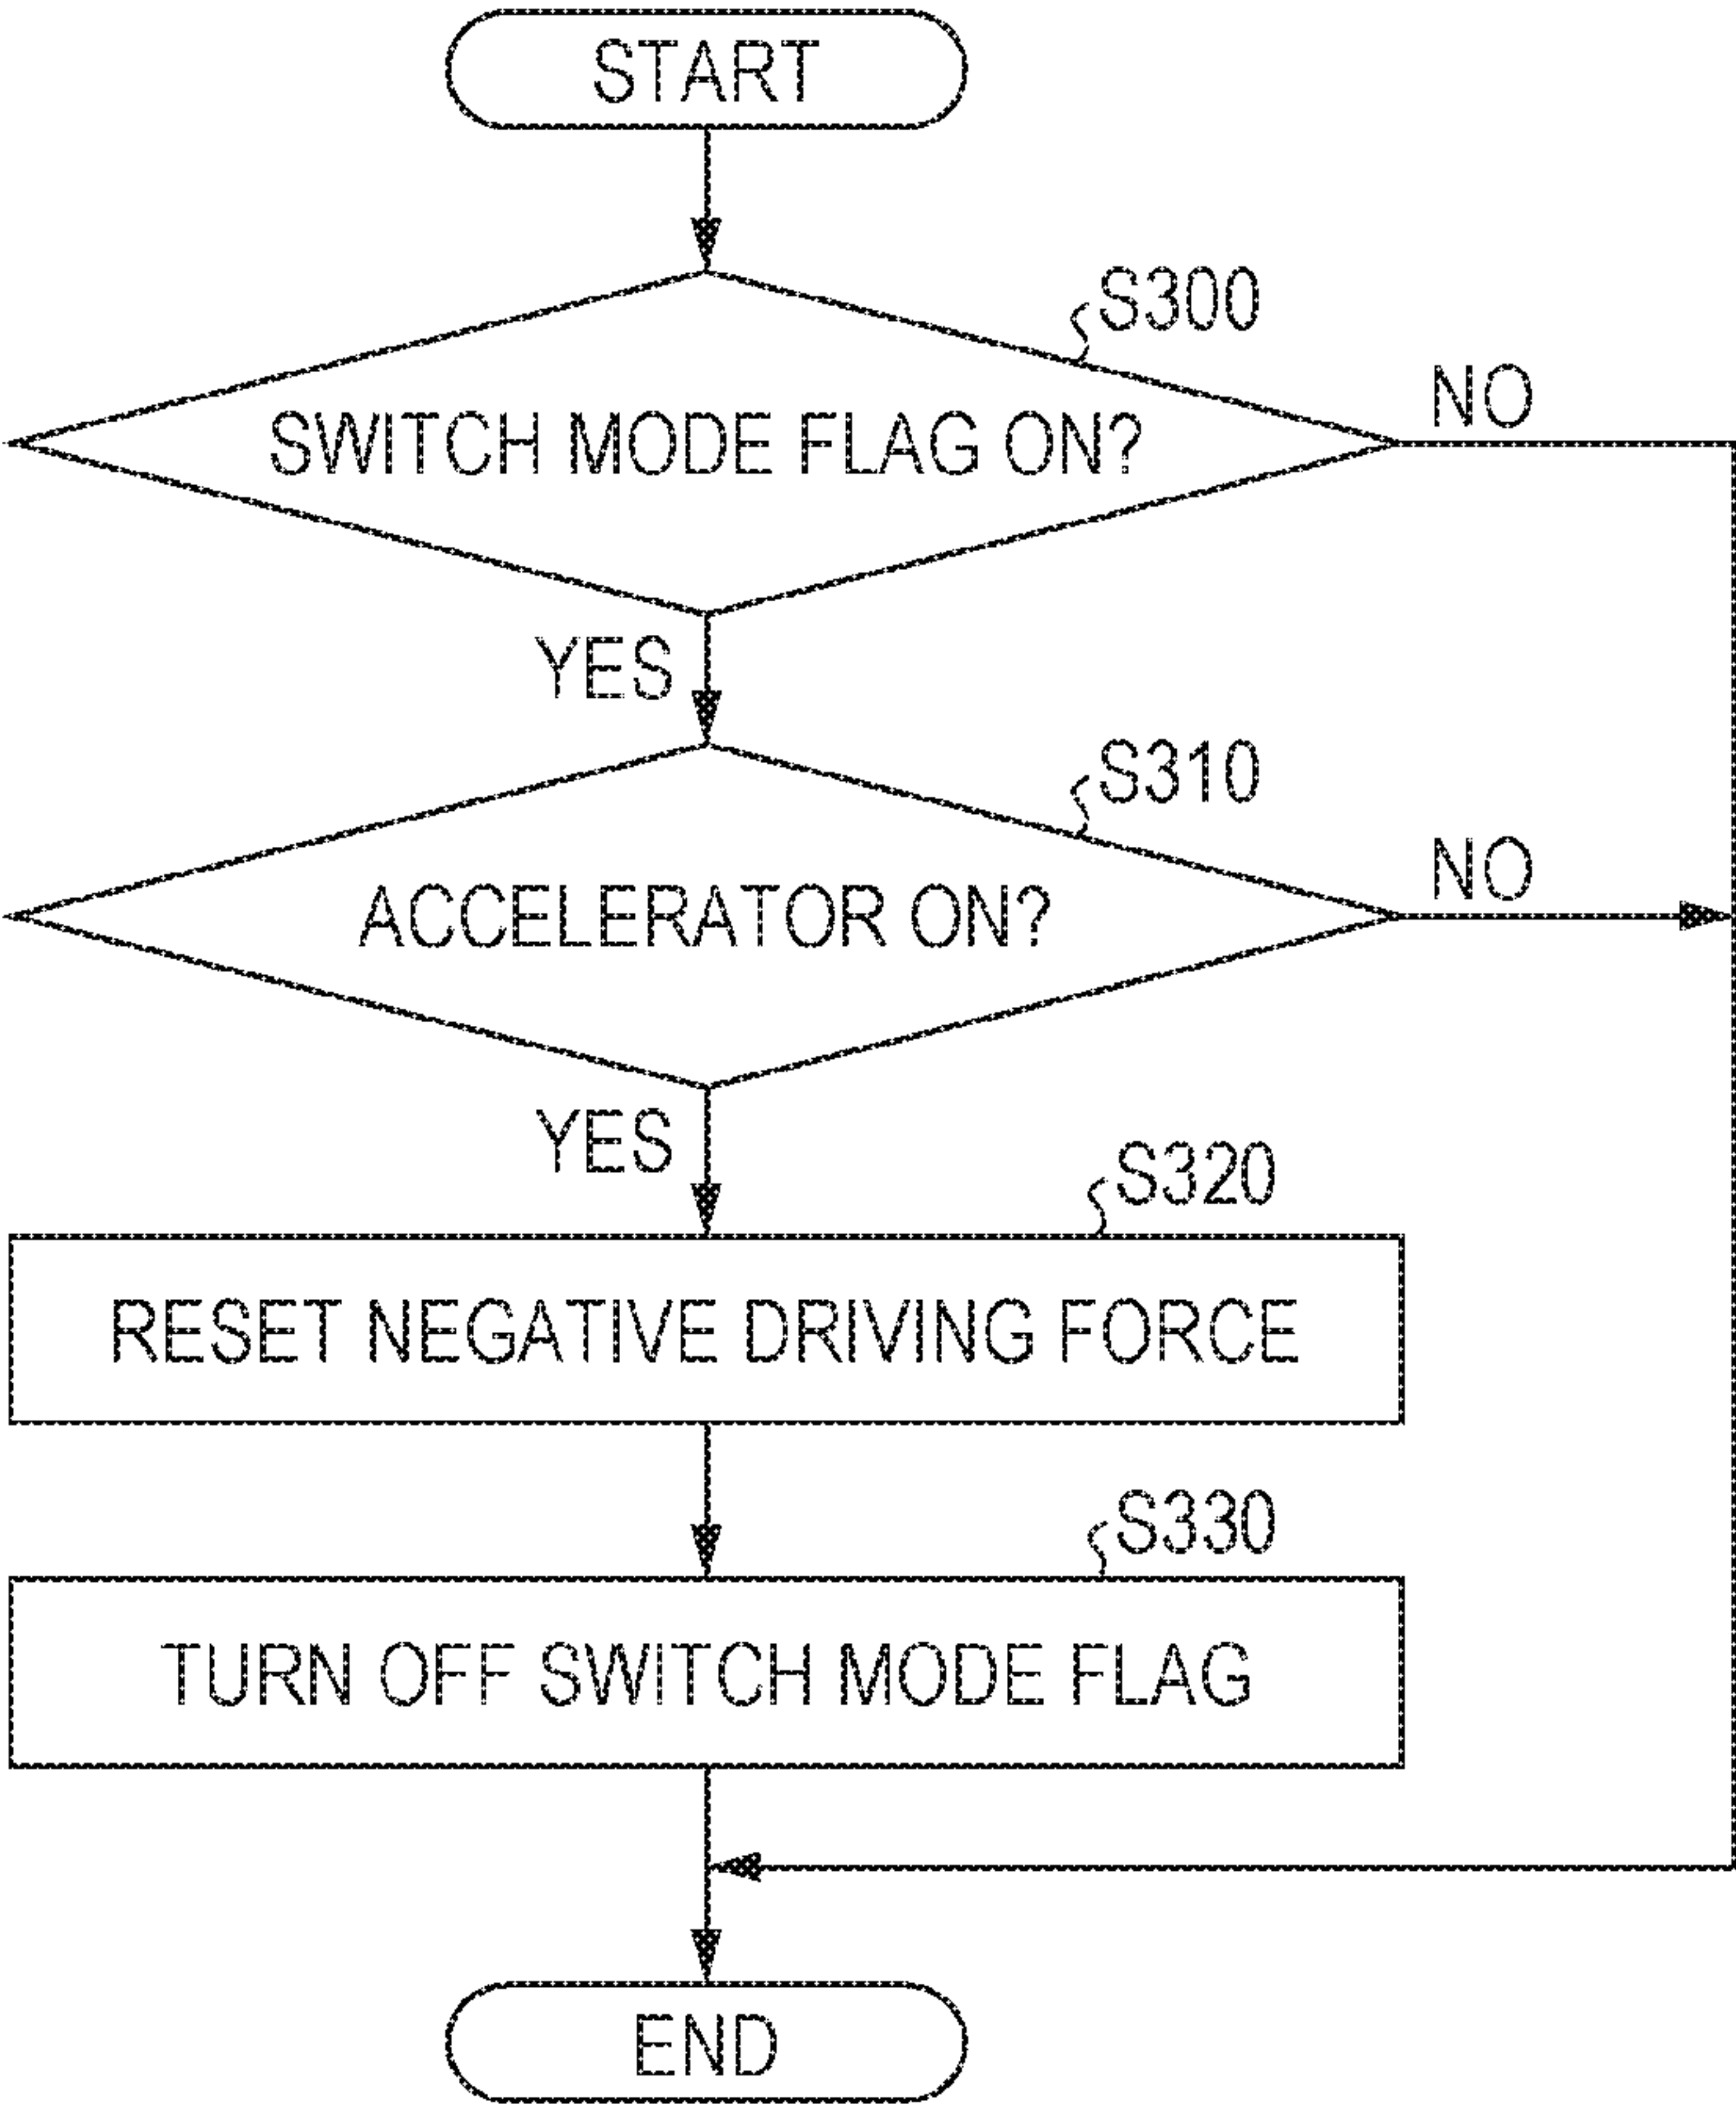 START
S300
SWITCH MODE FLAG ON?
NO
YES
S310
ACCELERATOR ON?
NO
YES
S320
RESET NEGATIVE DRIVING FORCE
S330
TURN OFF SWITCH MODE FLAG
END